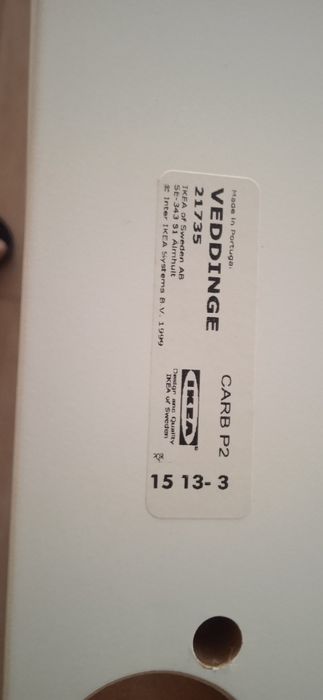 Made in Portugal
VEDDINGE
21735
IKEA of Sweden AB
SE-343 81 Älmhult
© Inter IKEA Systems B.V. 1999
CARB P2
IKEA®
Design and Quality
IKEA of Sweden
15 13- 3